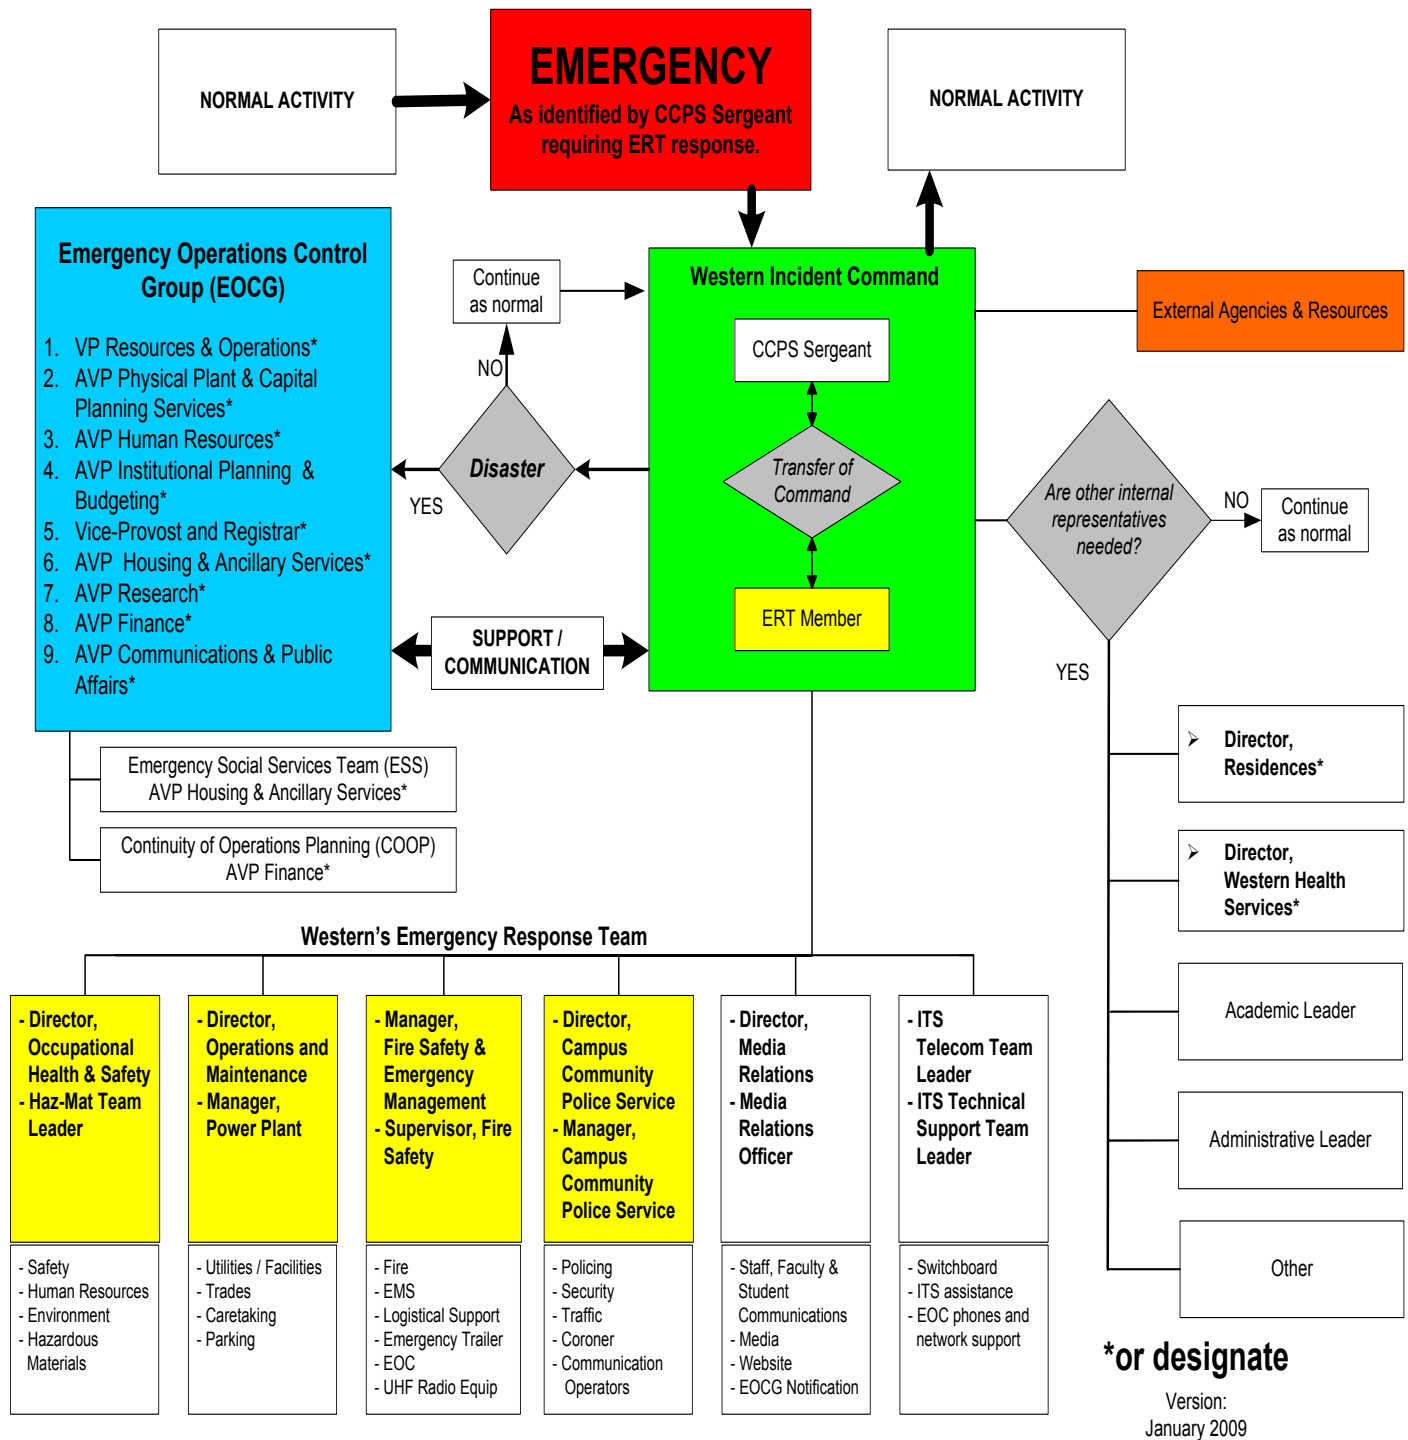 NORMAL ACTIVITY
EMERGENCY
As identified by CCPS Sergeant
requiring ERT response.
NORMAL ACTIVITY
Emergency Operations Control
Group (EOCG)
1. VP Resources & Operations*
2. AVP Physical Plant & Capital
Planning Services*
3. AVP Human Resources*
4. AVP Institutional Planning &
Budgeting*
5. Vice-Provost and Registrar*
6. AVP Housing & Ancillary Services*
7. AVP Research*
8. AVP Finance*
9. AVP Communications & Public
Affairs*
Continue
as normal
NO
Disaster
YES
SUPPORT /
COMMUNICATION
Western Incident Command
CCPS Sergeant
Transfer of
Command
ERT Member
External Agencies & Resources
Are other internal
representatives
needed?
NO
Continue
as normal
YES
➢ Director,
Residences*
➢ Director,
Western Health
Services*
Academic Leader
Administrative Leader
Other
Emergency Social Services Team (ESS)
AVP Housing & Ancillary Services*
Continuity of Operations Planning (COOP)
AVP Finance*
Western's Emergency Response Team
- Director,
Occupational
Health & Safety
- Haz-Mat Team
Leader
- Safety
- Human Resources
- Environment
- Hazardous
Materials
- Director,
Operations and
Maintenance
- Manager,
Power Plant
- Utilities / Facilities
- Trades
- Caretaking
- Parking
- Manager,
Fire Safety &
Emergency
Management
- Supervisor, Fire
Safety
- Fire
- EMS
- Logistical Support
- Emergency Trailer
- EOC
- UHF Radio Equip
- Director,
Campus
Community
Police Service
- Manager,
Campus
Community
Police Service
- Policing
- Security
- Traffic
- Coroner
- Communication
Operators
- Director,
Media
Relations
- Media
Relations
Officer
- Staff, Faculty &
Student
Communications
- Media
- Website
- EOCG Notification
- ITS
Telecom Team
Leader
- ITS Technical
Support Team
Leader
- Switchboard
- ITS assistance
- EOC phones and
network support
*or designate
Version:
January 2009